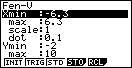 Fen-V
Xmin :-6.3
max :6.3
scale:1
dot :0.1
Ymin :-2
max :10
INIT TRIG STD STO RCL